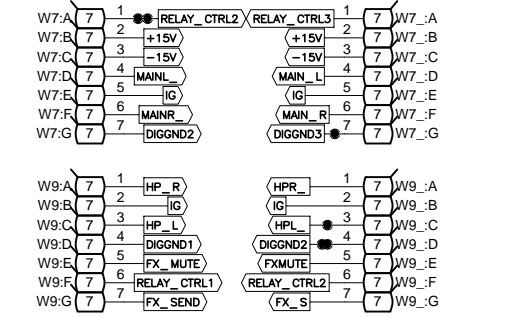 W7:A 7 1 RELAY_CTRL2 RELAY_CTRL3 1 7 W7_:A
W7:B 7 2 +15V +15V 2 7 W7_:B
W7:C 7 3 -15V -15V 3 7 W7_:C
W7:D 7 4 MAINL_ MAIN_L 4 7 W7_:D
W7:E 7 5 IG IG 5 7 W7_:E
W7:F 7 6 MAINR_ MAIN_R 6 7 W7_:F
W7:G 7 7 DIGGND2 DIGGND3 7 7 W7_:G
W9:A 7 1 HP_R HPR_ 1 7 W9_:A
W9:B 7 2 IG IG 2 7 W9_:B
W9:C 7 3 HP_L HPL_ 3 7 W9_:C
W9:D 7 4 DIGGND1 DIGGND2 4 7 W9_:D
W9:E 7 5 FX_MUTE FXMUTE 5 7 W9_:E
W9:F 7 6 RELAY_CTRL1 RELAY_CTRL2 6 7 W9_:F
W9:G 7 7 FX_SEND FX_S 7 7 W9_:G